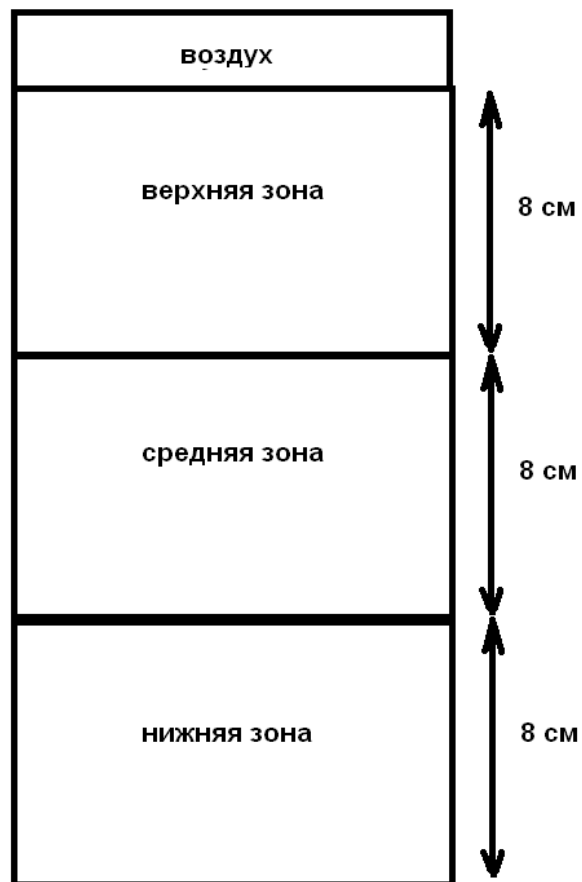 воздух
верхняя зона
8 см
средняя зона
8 см
нижняя зона
8 см